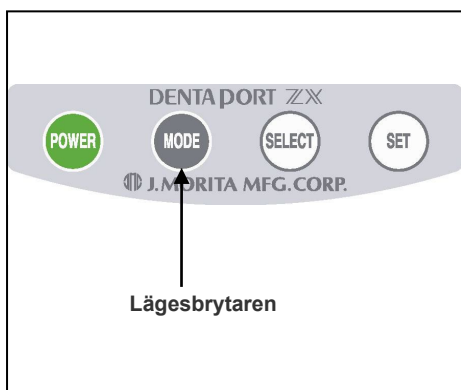 DENTAPORT ZX
POWER MODE SELECT SET
J.MORITA MFG.CORP.
Lägesbrytaren